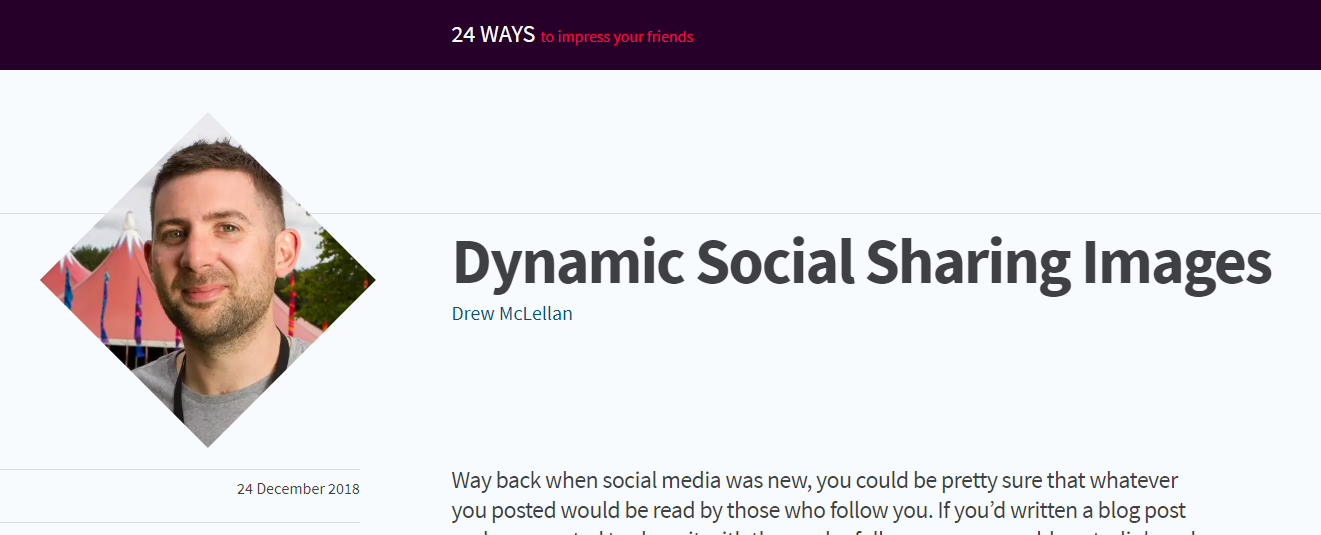 24 WAYS to impress your friends
Dynamic Social Sharing Images
Drew McLellan
24 December 2018
Way back when social media was new, you could be pretty sure that whatever
you posted would be read by those who follow you. If you’d written a blog post